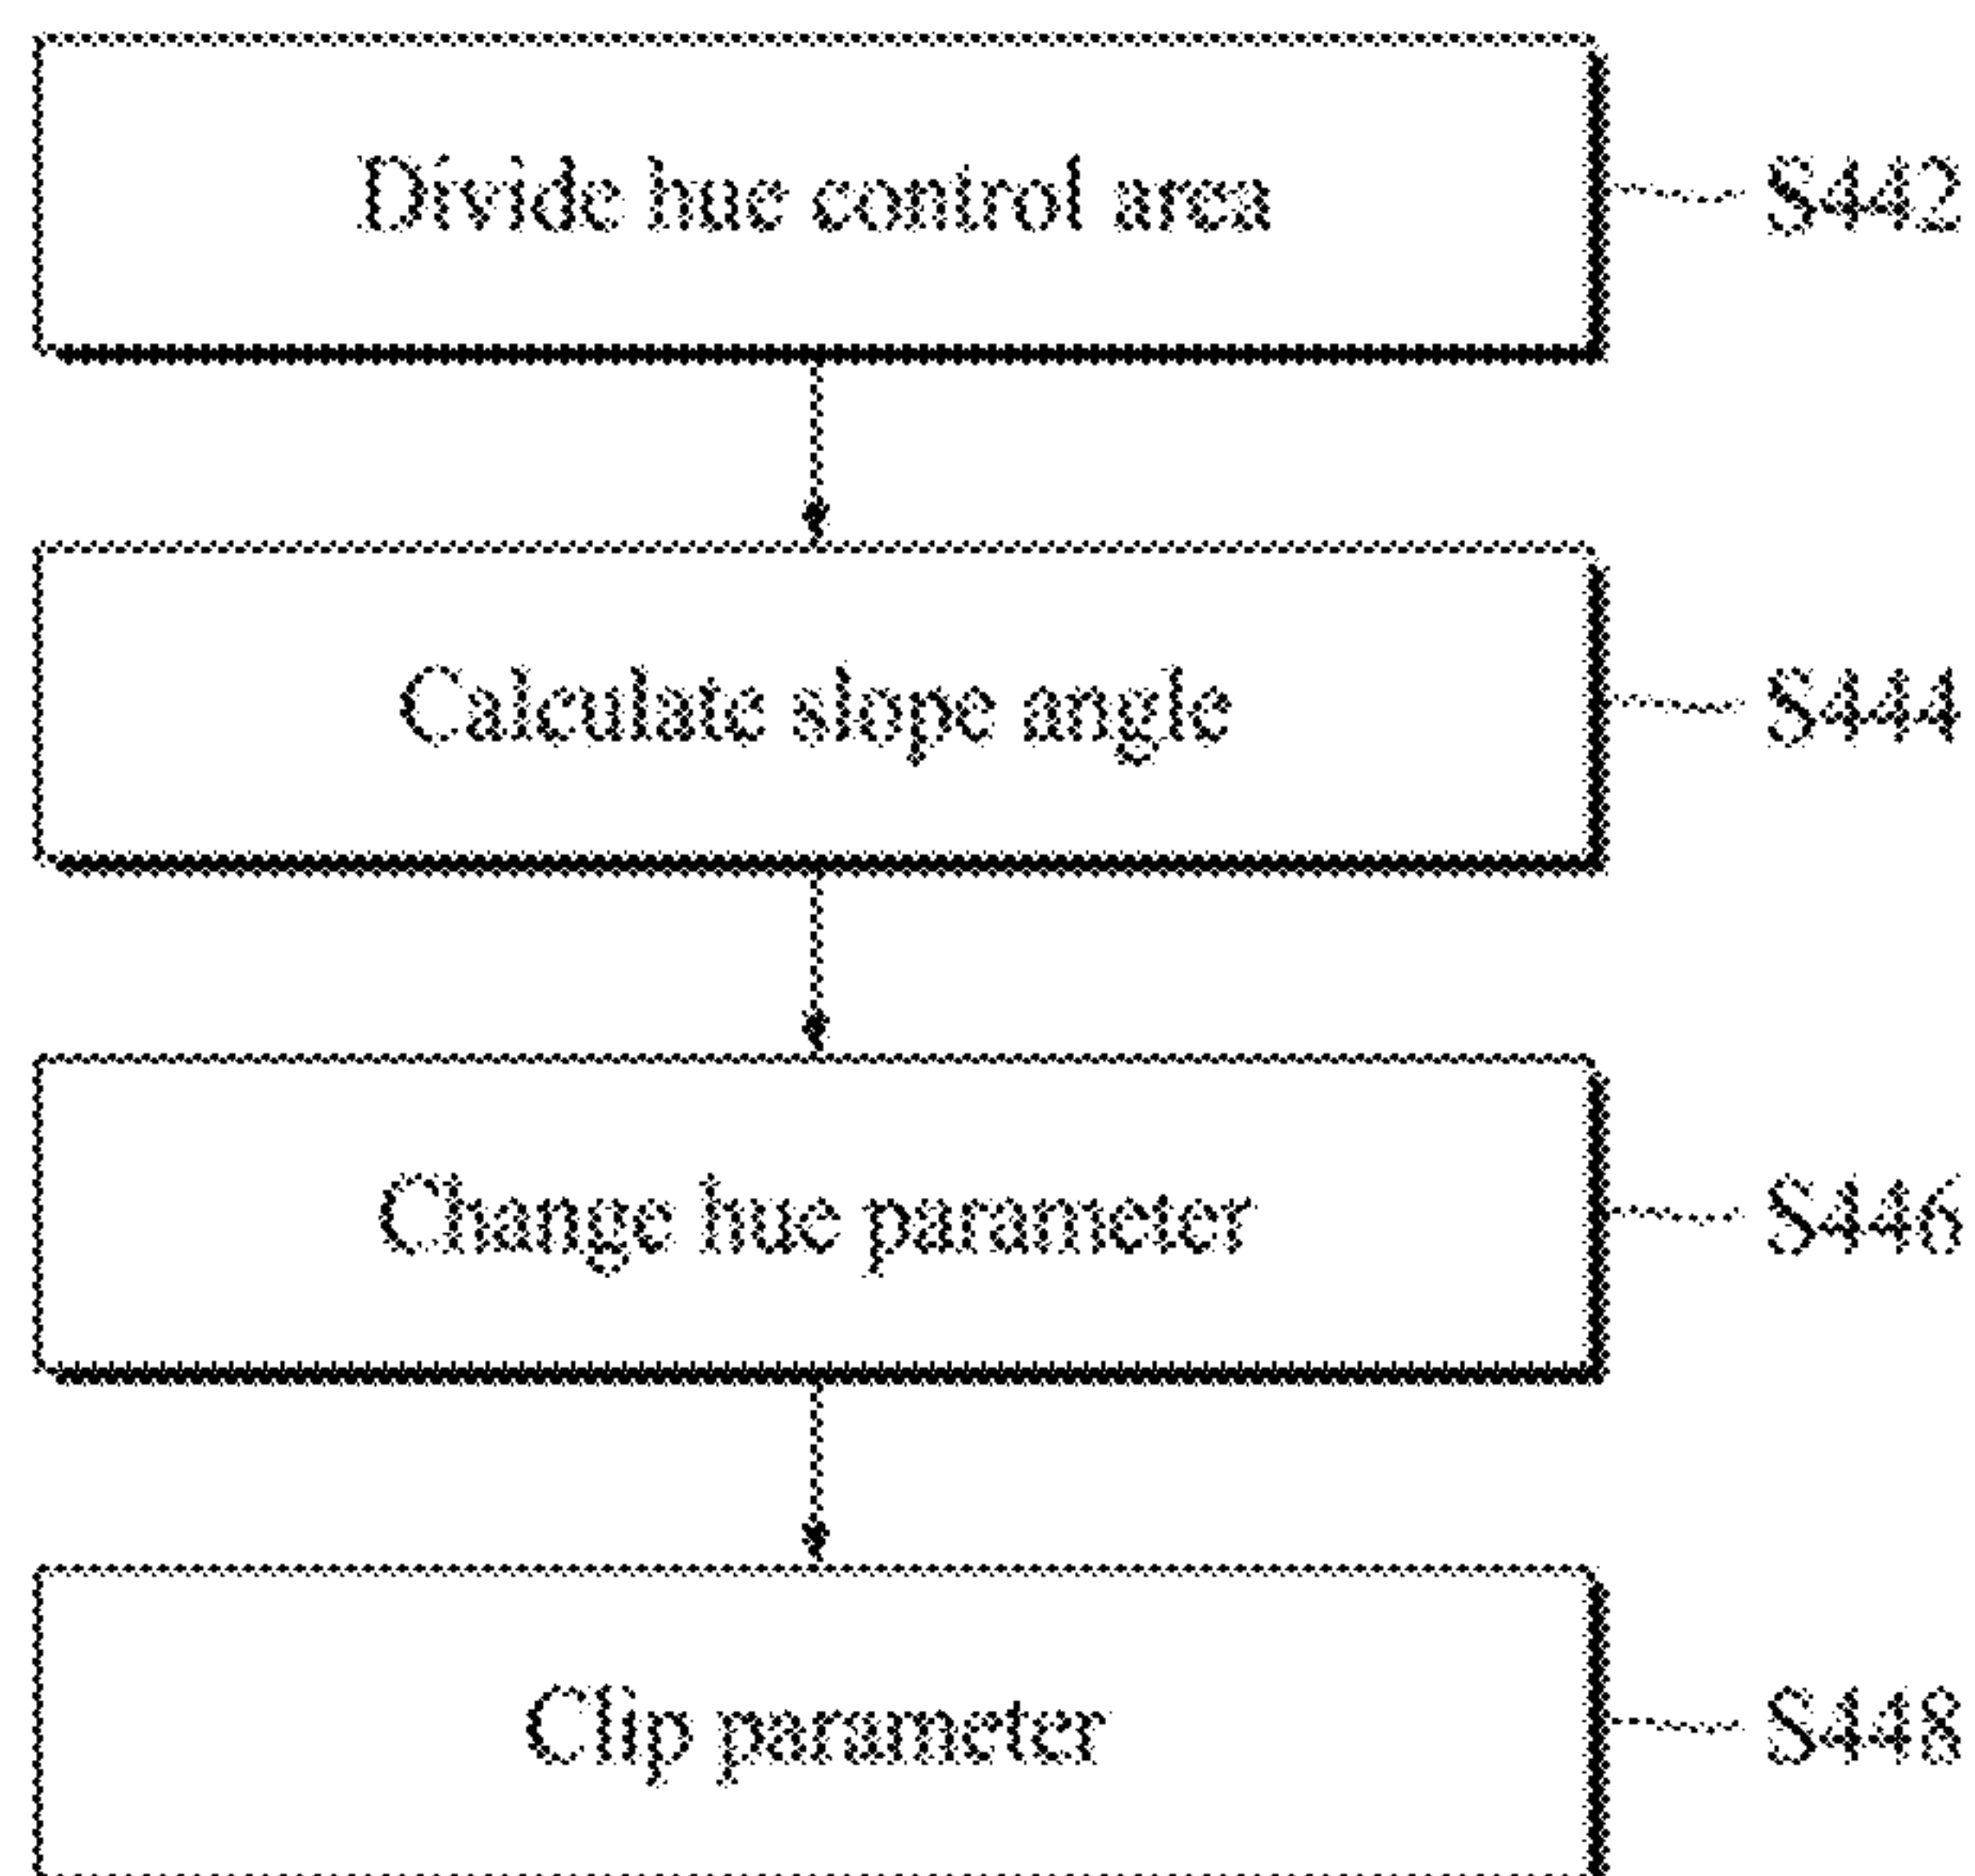 Divide hue control area S442
Calculate slope angle S444
Change hue parameter S446
Clip parameter S448